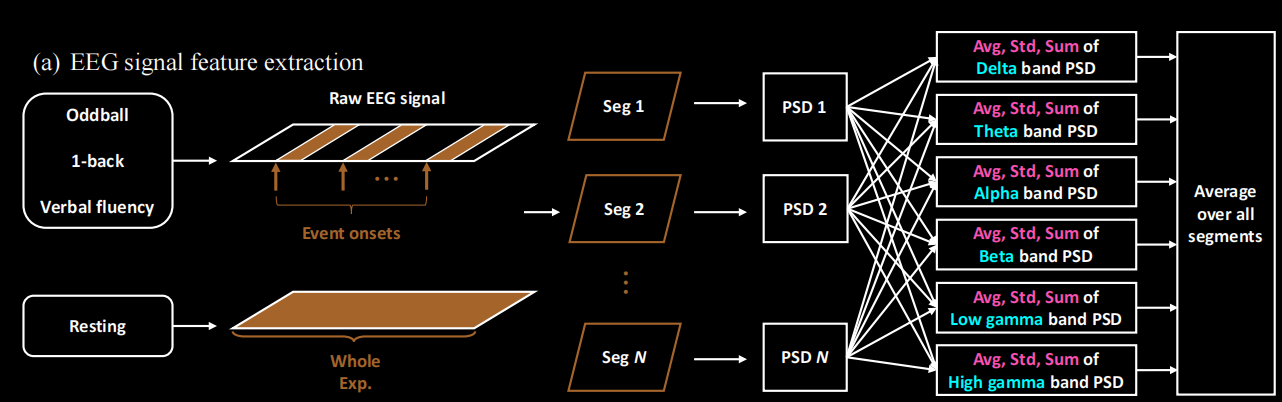 (a) EEG signal feature extraction
Oddball
1-back
Verbal fluency
Resting
Raw EEG signal
...
Event onsets
Whole
Exp.
Seg 1
Seg 2
⋮
Seg N
PSD 1
PSD 2
PSD N
Avg, Std, Sum of
Delta band PSD
Avg, Std, Sum of
Theta band PSD
Avg, Std, Sum of
Alpha band PSD
Avg, Std, Sum of
Beta band PSD
Avg, Std, Sum of
Low gamma band PSD
Avg, Std, Sum of
High gamma band PSD
Average
over all
segments